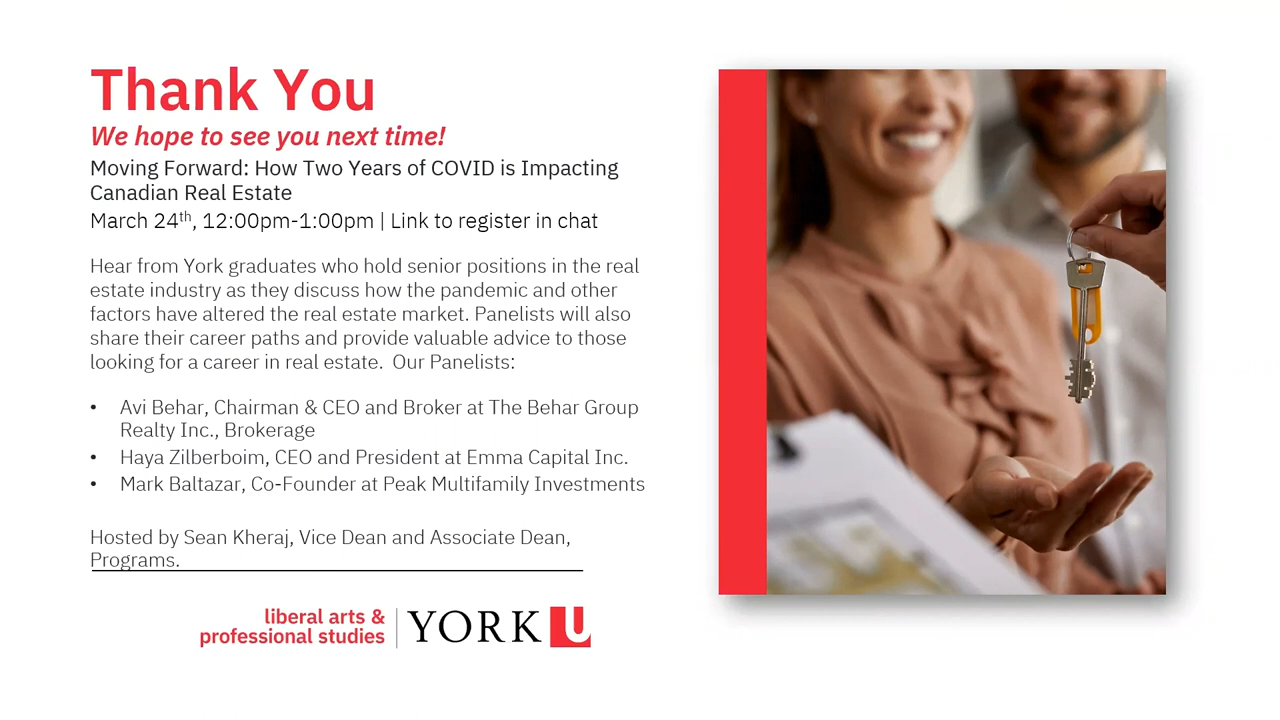 Thank You
We hope to see you next time!
Moving Forward: How Two Years of COVID is Impacting
Canadian Real Estate
March 24th, 12:00pm-1:00pm | Link to register in chat
Hear from York graduates who hold senior positions in the real
estate industry as they discuss how the pandemic and other
factors have altered the real estate market. Panelists will also
share their career paths and provide valuable advice to those
looking for a career in real estate. Our Panelists:
• Avi Behar, Chairman & CEO and Broker at The Behar Group
Realty Inc., Brokerage
• Haya Zilberboim, CEO and President at Emma Capital Inc.
• Mark Baltazar, Co-Founder at Peak Multifamily Investments
Hosted by Sean Kheraj, Vice Dean and Associate Dean,
Programs.
liberal arts &
professional studies
YORK U